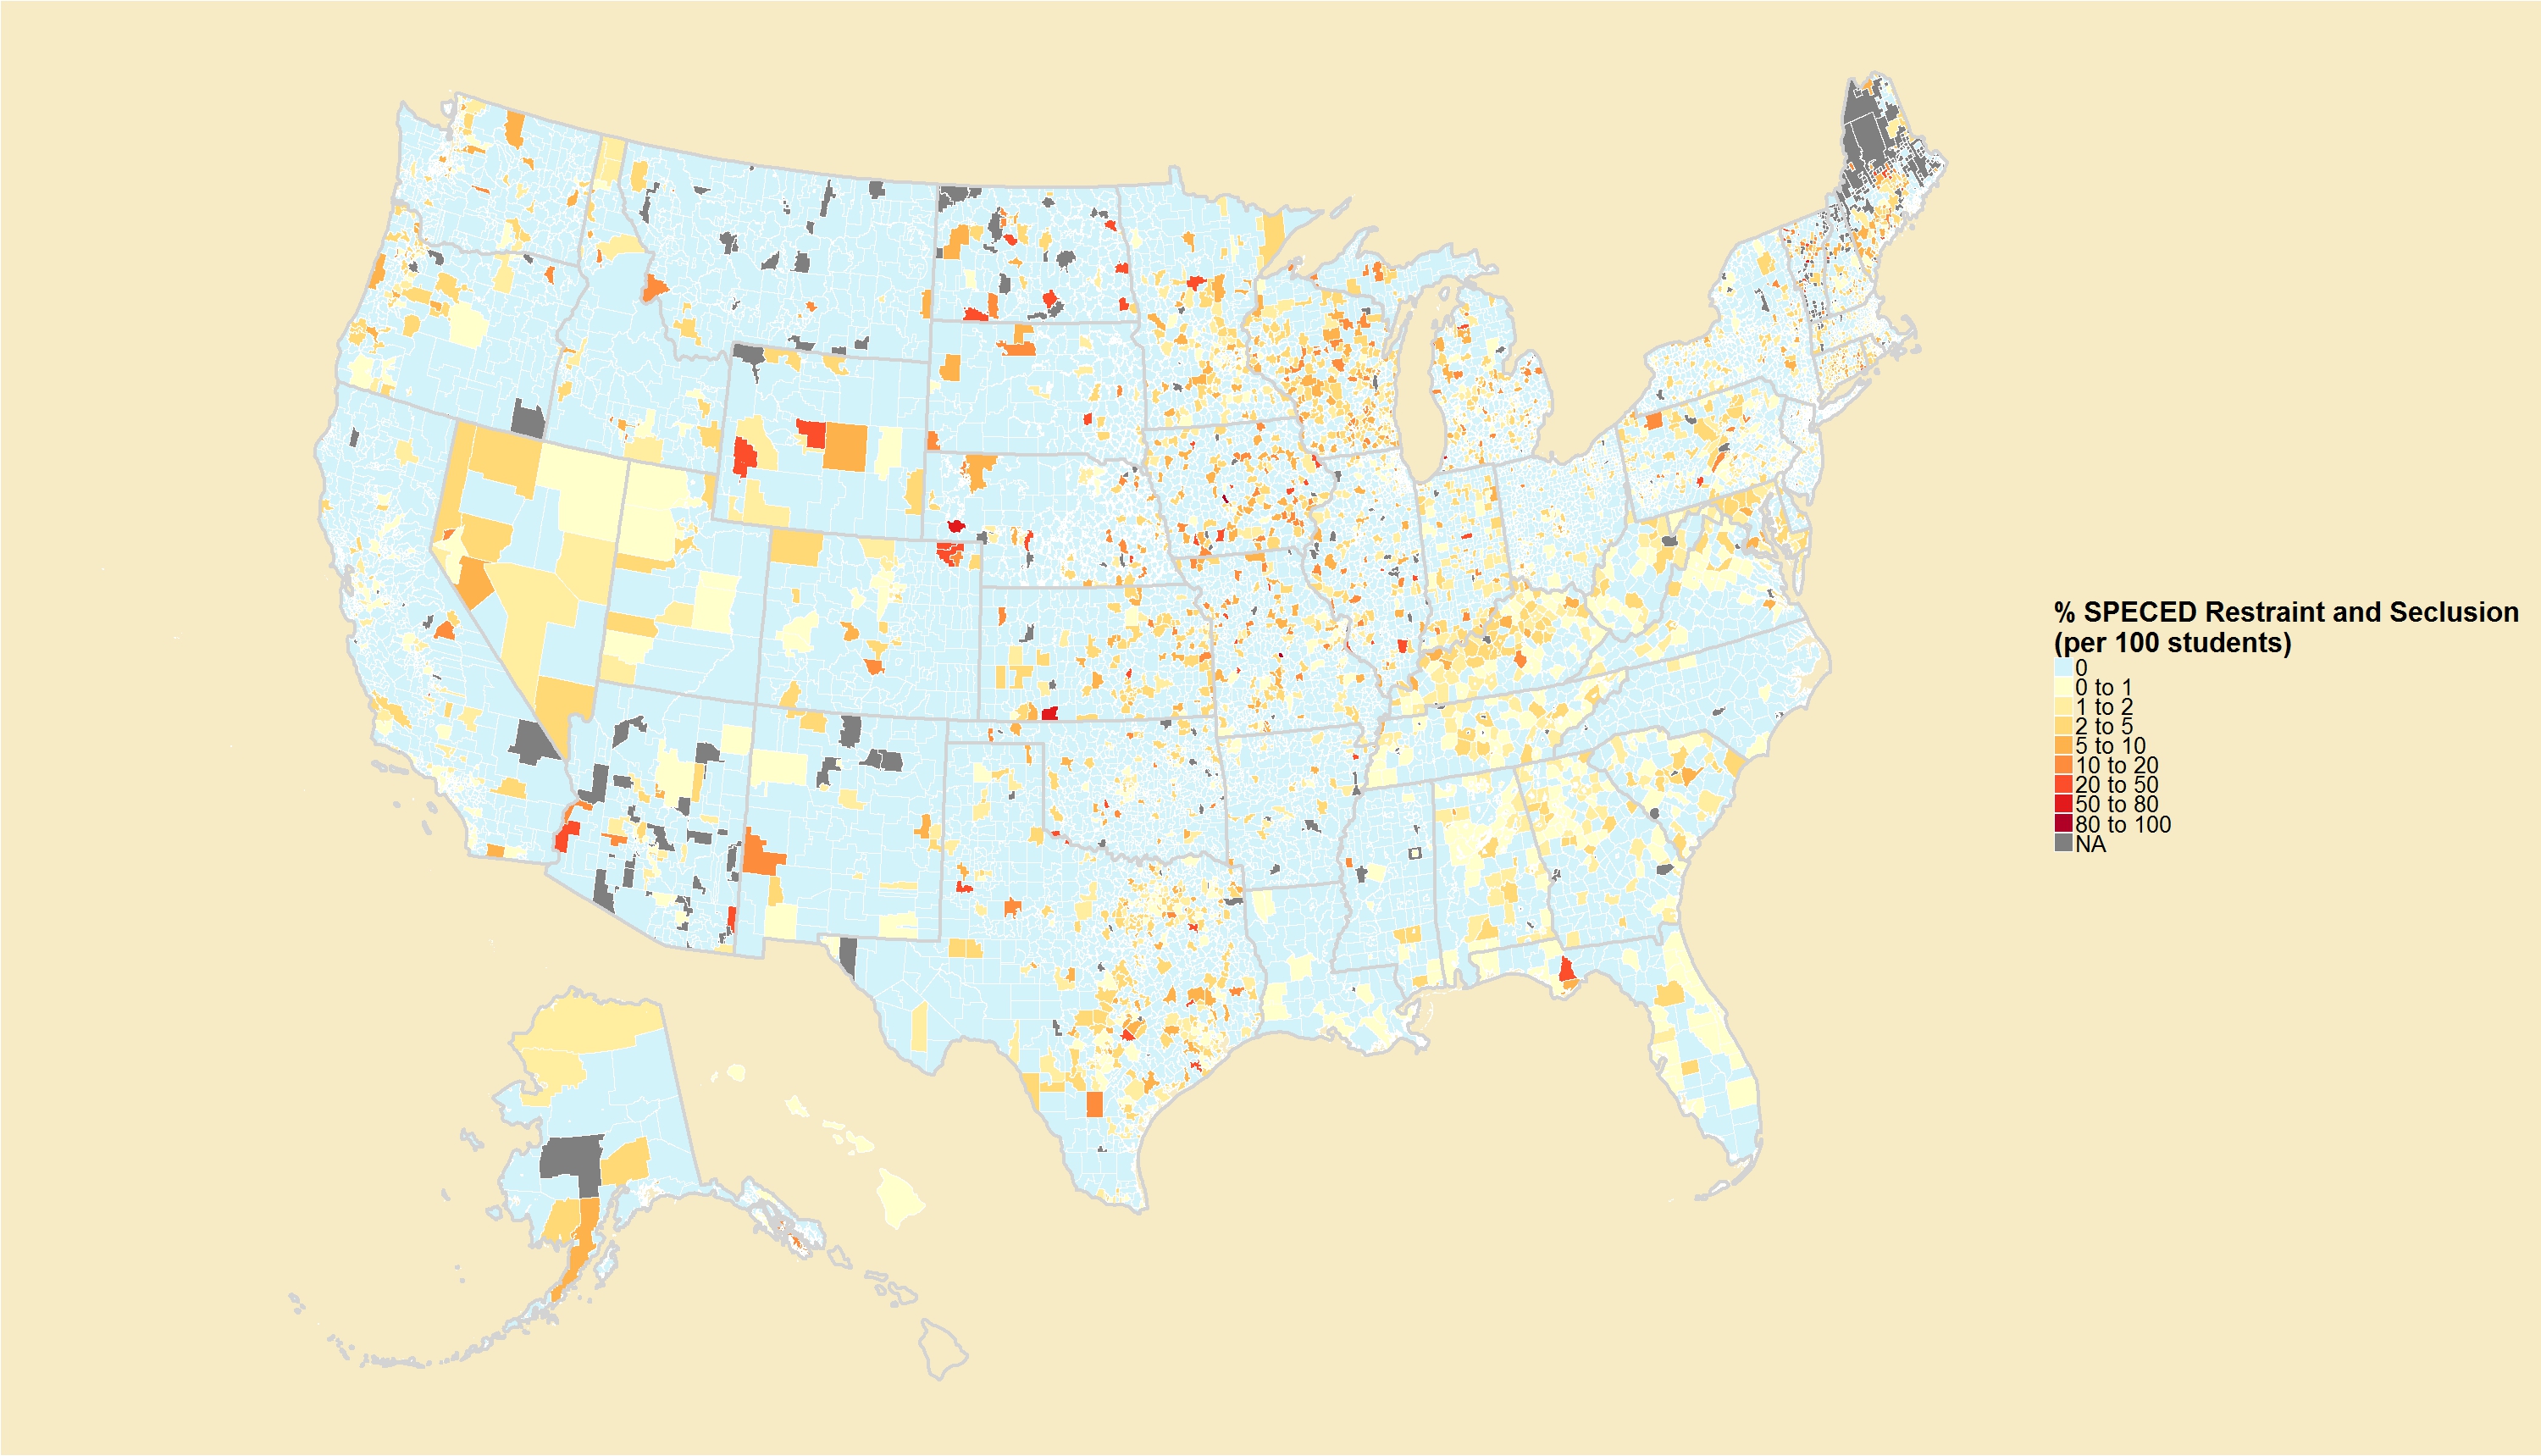 % SPECED Restraint and Seclusion
(per 100 students)
0
0 to 1
1 to 2
2 to 5
5 to 10
10 to 20
20 to 50
50 to 80
80 to 100
NA